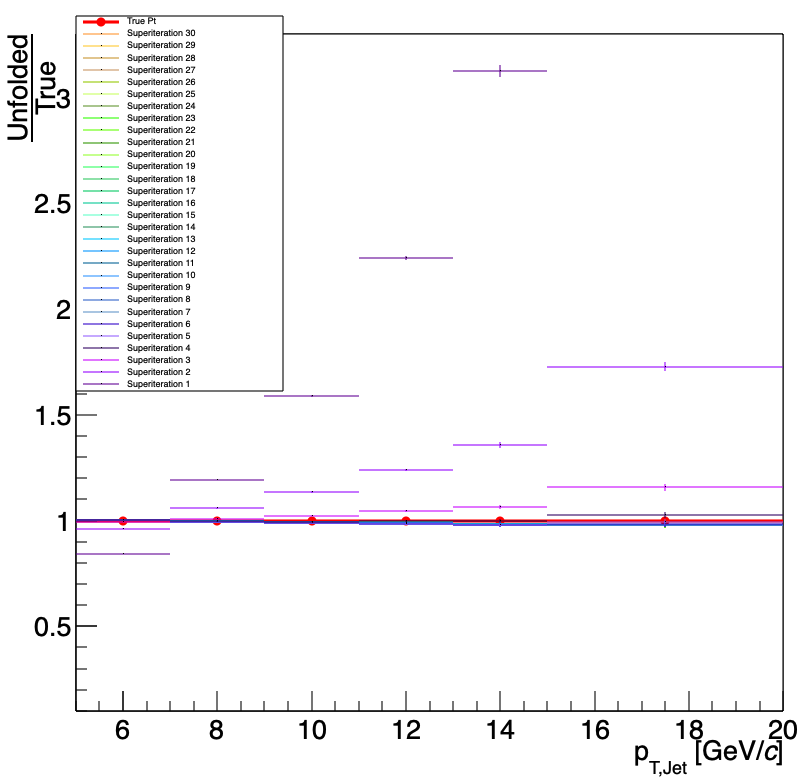 True Pt
Superiteration 30
Superiteration 29
Superiteration 28
Superiteration 27
Superiteration 26
Superiteration 25
Superiteration 24
Superiteration 23
Superiteration 22
Superiteration 21
Superiteration 20
Superiteration 19
Superiteration 18
Superiteration 17
Superiteration 16
Superiteration 15
Superiteration 14
Superiteration 13
Superiteration 12
Superiteration 11
Superiteration 10
Superiteration 9
Superiteration 8
Superiteration 7
Superiteration 6
Superiteration 5
Superiteration 4
Superiteration 3
Superiteration 2
Superiteration 1
Unfolded
True
3
2.5
2
1.5
1
0.5
6 8 10 12 14 16 18 20
p_T,Jet [GeV/c]